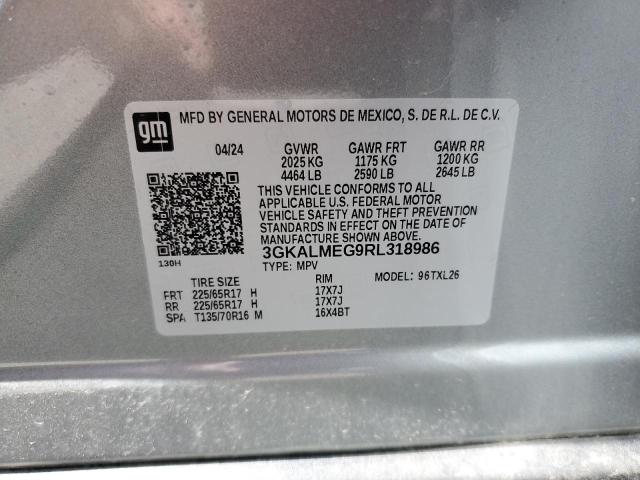 gm
MFD BY GENERAL MOTORS DE MEXICO, S. DE R.L. DE C.V.
04/24 GVWR GAWR FRT GAWR RR
2025 KG 1175 KG 1200 KG
4464 LB 2590 LB 2645 LB
THIS VEHICLE CONFORMS TO ALL
APPLICABLE U.S. FEDERAL MOTOR
VEHICLE SAFETY AND THEFT PREVENTION
STANDARDS IN EFFECT ON THE DATE OF
MANUFACTURE SHOWN ABOVE.
3GKALMEG9RL318986
130H
TYPE: MPV MODEL: 96TXL26
TIRE SIZE RIM
FRT 225/65R17 H 17X7J
RR 225/65R17 H 17X7J
SPA T135/70R16 M 16X4BT